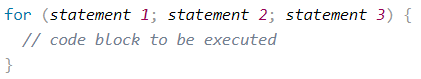 for (statement 1; statement 2; statement 3) {
  // code block to be executed
}